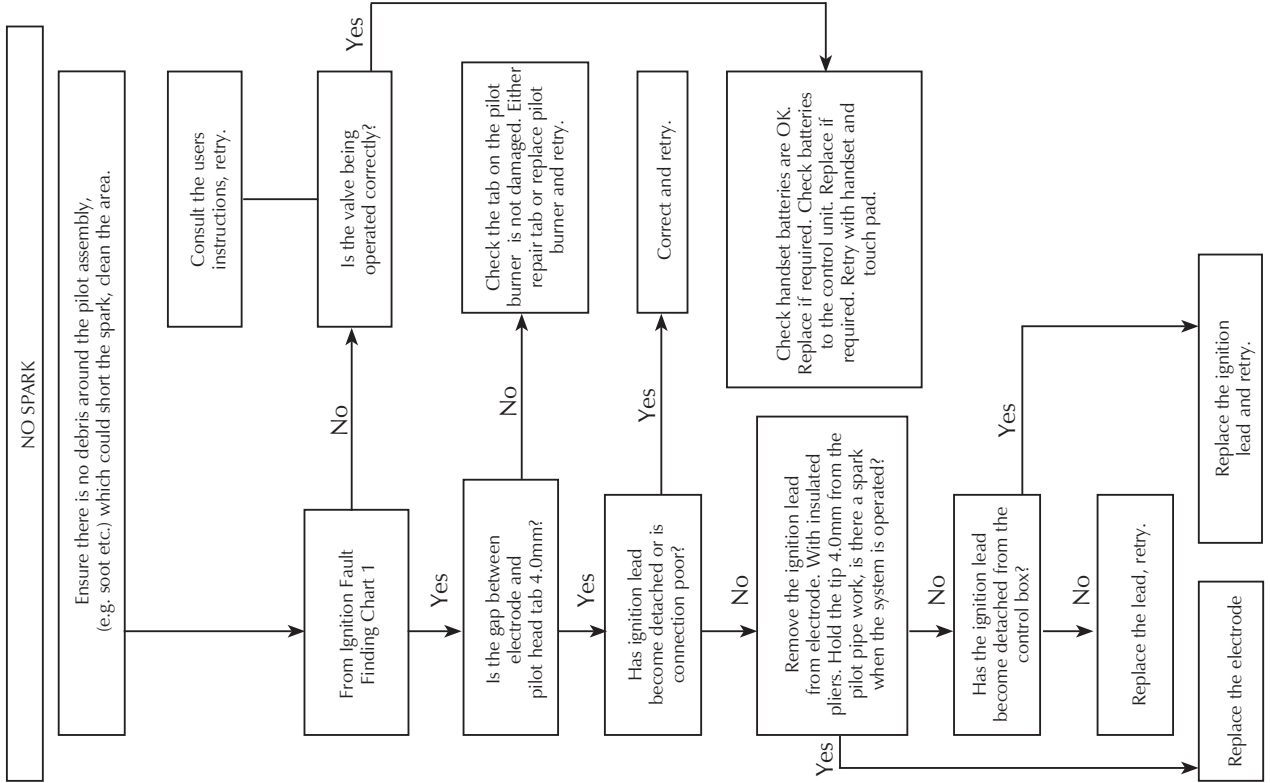 NO SPARK
Ensure there is no debris around the pilot assembly,
(e.g. soot etc.) which could short the spark, clean the area.
From Ignition Fault
Finding Chart 1
No
Is the valve being
operated correctly?
Consult the users
instructions, retry.
Yes
Yes
Is the gap between
electrode and
pilot head tab 4.0mm?
No
Check the tab on the pilot
burner is not damaged. Either
repair tab or replace pilot
burner and retry.
Yes
Has ignition lead
become detached or is
connection poor?
Yes
Correct and retry.
No
Remove the ignition lead
from electrode. With insulated
pliers. Hold the tip 4.0mm from the
pilot pipe work, is there a spark
when the system is operated?
Check handset batteries are OK.
Replace if required. Check batteries
to the control unit. Replace if
required. Retry with handset and
touch pad.
Yes
No
Has the ignition lead
become detached from the
control box?
Yes
No
Replace the lead, retry.
Replace the electrode
Replace the ignition
lead and retry.